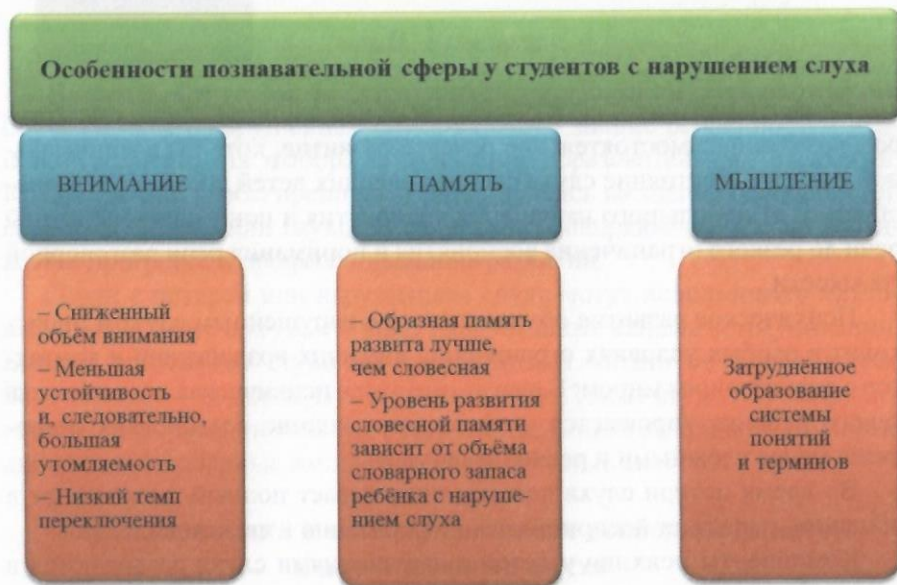 Особенности познавательной сферы у студентов с нарушением слуха
ВНИМАНИЕ
– Сниженный
объём внимания
– Меньшая
устойчивость
и, следовательно,
большая
утомляемость
– Низкий темп
переключения
ПАМЯТЬ
– Образная память
развита лучше,
чем словесная
– Уровень развития
словесной памяти
зависит от объёма
словарного запаса
ребёнка с наруше-
нием слуха
МЫШЛЕНИЕ
Затруднённое
образование
системы
понятий
и терминов